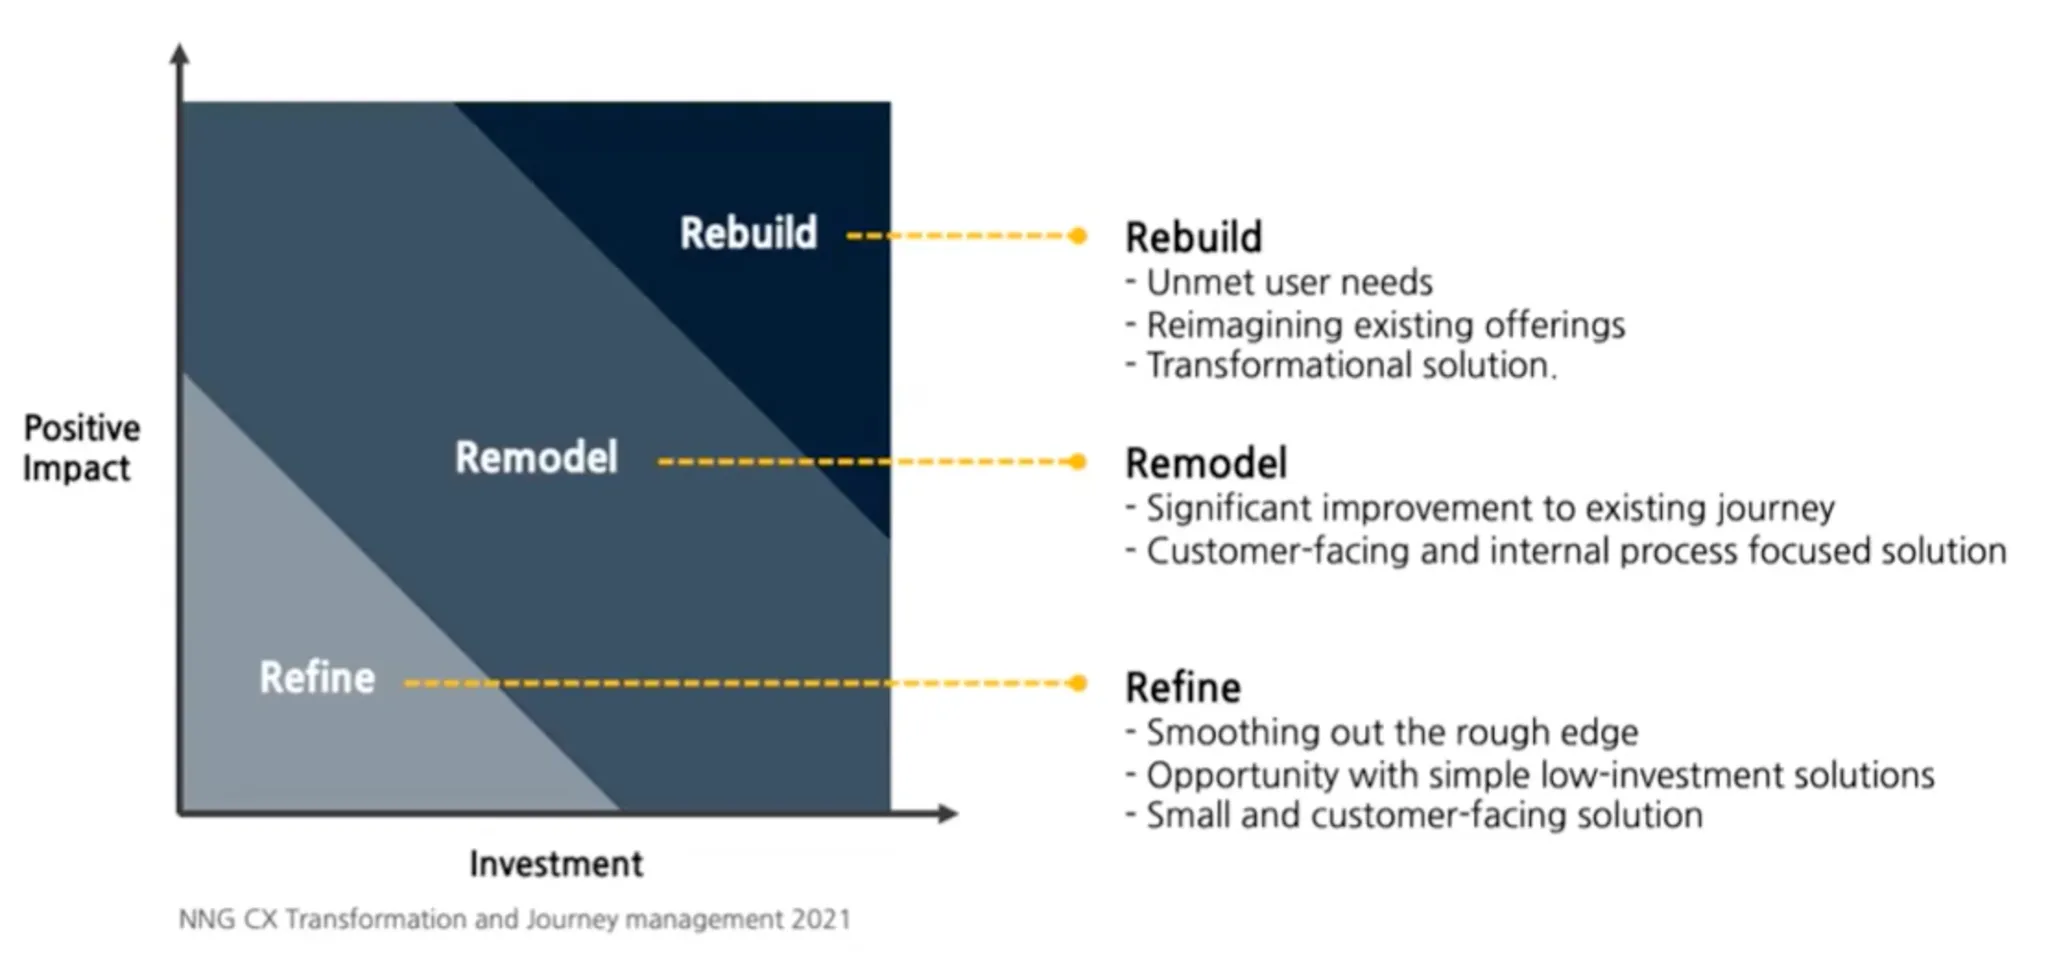 Rebuild
Remodel
Refine
Positive
Impact
Investment
NNG CX Transformation and Journey management 2021
Rebuild
- Unmet user needs
- Reimagining existing offerings
- Transformational solution.
Remodel
- Significant improvement to existing journey
- Customer-facing and internal process focused solution
Refine
- Smoothing out the rough edge
- Opportunity with simple low-investment solutions
- Small and customer-facing solution